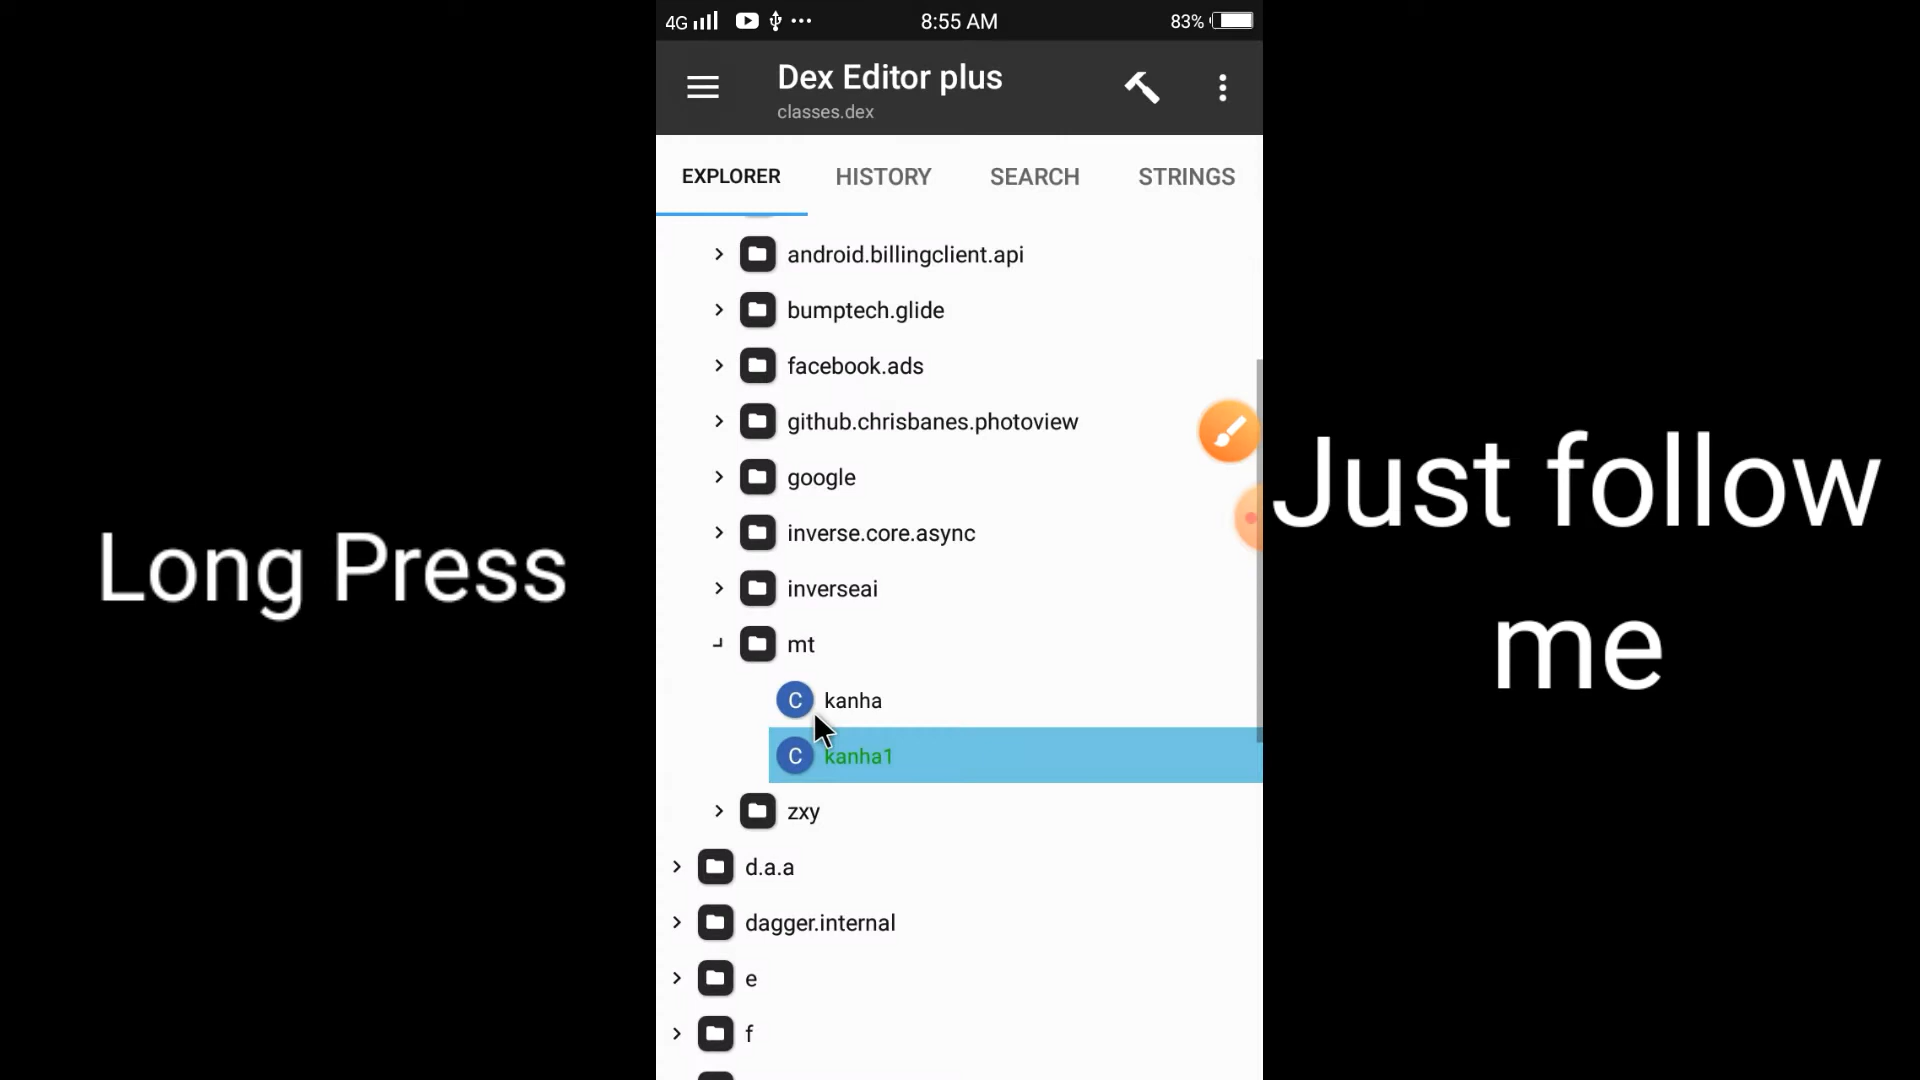 4G
8:55 AM
83%
Dex Editor plus
classes.dex
EXPLORER
HISTORY
SEARCH
STRINGS
android.billingclient.api
bumptech.glide
facebook.ads
github.chrisbanes.photoview
google
inverse.core.async
inverseai
mt
C kanha
C kanha1
zxy
d.a.a
dagger.internal
e
f
Long Press
Just follow
me